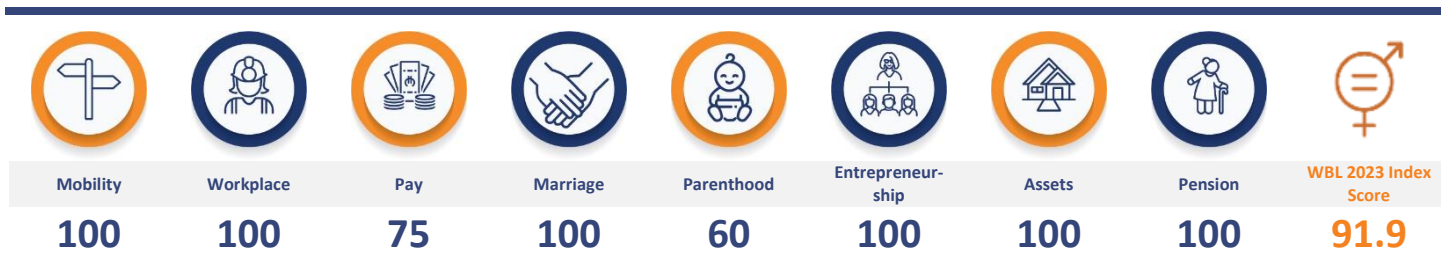 Mobility
Workplace
Pay
Marriage
Parenthood
Entrepreneur-
ship
Assets
Pension
WBL 2023 Index
Score
100
100
75
100
60
100
100
100
91.9